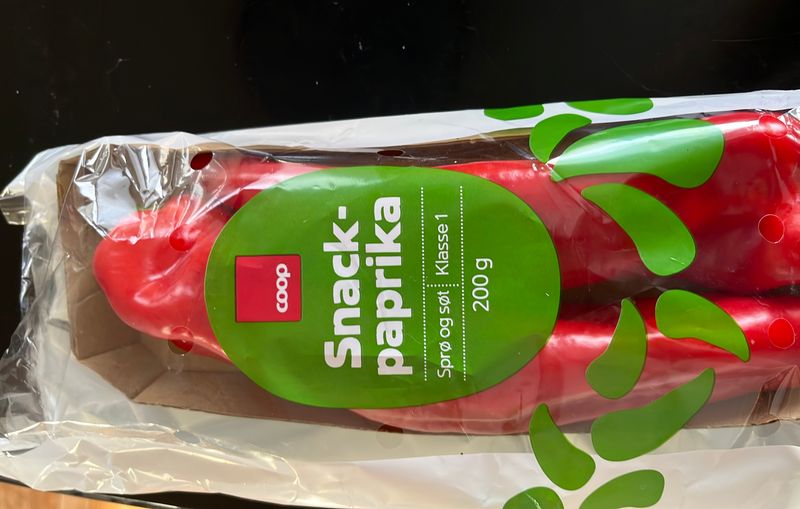 coop
Snack-
paprika
Sprø og søt Klasse 1
200 g